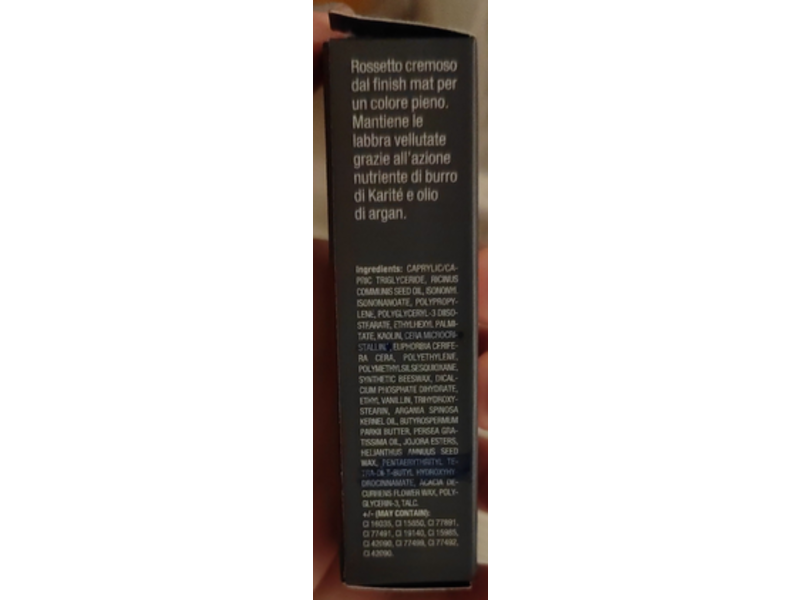 Rossetto cremoso
dal finish mat per
un colore pieno.
Mantiene le
labbra vellutate
grazie all'azione
nutriente di burro
di Karité e olio
di argan.
Ingredients: CAPRYLIC/CA-
PRIC TRIGLYCERIDE, RICINUS
COMMUNIS SEED OIL, ISONONYL
ISONONANOATE, POLYPROPY-
LENE, POLYGLYCERYL-3 DIISO-
STEARATE, ETHYLHEXYL PALMI-
TATE, KAOLIN, CERA MICROCRI-
STALLIN*, EUPHORBIA CERIFE-
RA CERA, POLYETHYLENE,
POLYMETHYLSILSESQUIOXANE,
SYNTHETIC BEESWAX, DICAL-
CIUM PHOSPHATE DIHYDRATE,
ETHYL VANILLIN, TRIHYDROXY-
STEARIN, ARGANIA SPINOSA
KERNEL OIL, BUTYROSPERMUM
PARKII BUTTER, PERSEA GRA-
TISSIMA OIL, JOJOBA ESTERS,
HELIANTHUS ANNUUS SEED
WAX, PENTAERYTHRITYL TE-
TRA-DI-T-BUTYL HYDROXYHY-
DROCINNAMATE, ACACIA DE-
CURRENS FLOWER WAX, POLY-
GLYCERIN-3, TALC.
+/- (MAY CONTAIN):
CI 16035, CI 15850, CI 77891,
CI 77491, CI 19140, CI 15985,
CI 42090, CI 77499, CI 77492,
CI 42090.